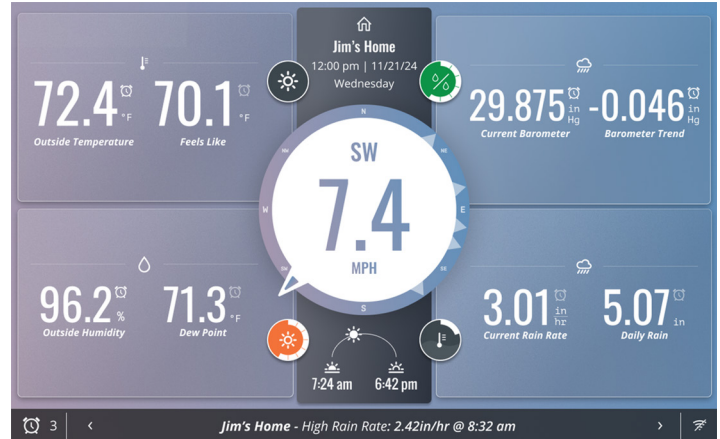 Jim's Home
12:00 pm | 11/21/24
Wednesday
72.4 °F
Outside Temperature
70.1 °F
Feels Like
29.875 in Hg
Current Barometer
-0.046 in Hg
Barometer Trend
N
NW
NE
W
E
SW
SE
S
SW
7.4
MPH
96.2 %
Outside Humidity
71.3 °F
Dew Point
3.01 in hr
Current Rain Rate
5.07 in
Daily Rain
7:24 am
6:42 pm
3
‹
Jim's Home - High Rain Rate: 2.42in/hr @ 8:32 am
›